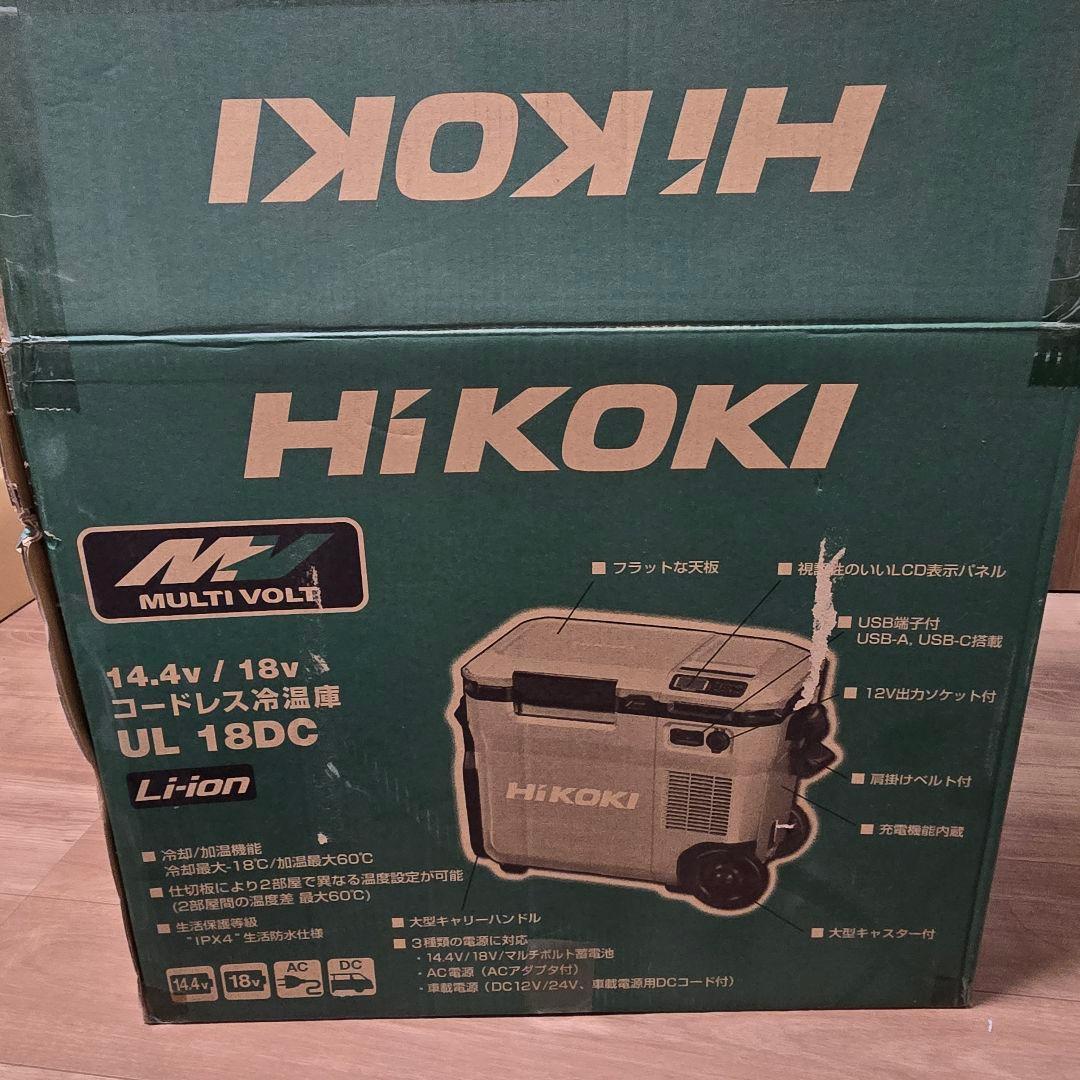 HiKOKI
HiKOKI
MV
MULTI VOLT
14.4v / 18v
コードレス冷温庫
UL 18DC
Li-ion
■ 冷却/加温機能
冷却最大-18℃/加温最大60℃
■ 仕切板により2部屋で異なる温度設定が可能
(2部屋間の温度差 最大60℃)
■ 生活保護等級
"IPX4" 生活防水仕様
14.4v
18v
AC
DC
■ フラットな天板
■ 視認性のいいLCD表示パネル
■ USB端子付
USB-A, USB-C搭載
■ 12V出力ソケット付
■ 肩掛けベルト付
■ 充電機能内蔵
■ 大型キャスター付
HiKOKI
■ 大型キャリーハンドル
■ 3種類の電源に対応
・14.4V/18V/マルチボルト蓄電池
・AC電源（ACアダプタ付）
・車載電源（DC12V/24V、車載電源用DCコード付）